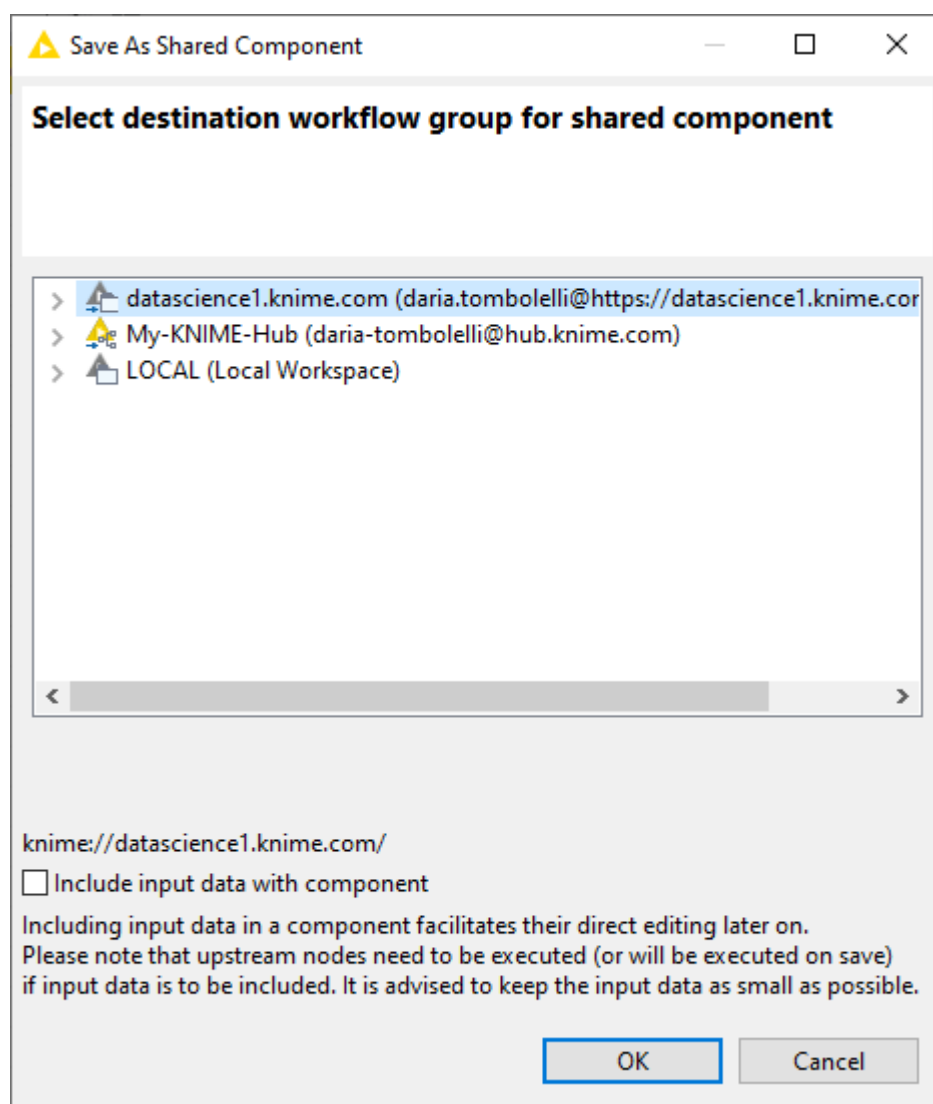 Save As Shared Component
Select destination workflow group for shared component
datascience1.knime.com (daria.tombolelli@https://datascience1.knime.cor
My-KNIME-Hub (daria-tombolelli@hub.knime.com)
LOCAL (Local Workspace)
knime://datascience1.knime.com/
Include input data with component
Including input data in a component facilitates their direct editing later on.
Please note that upstream nodes need to be executed (or will be executed on save)
if input data is to be included. It is advised to keep the input data as small as possible.
OK
Cancel